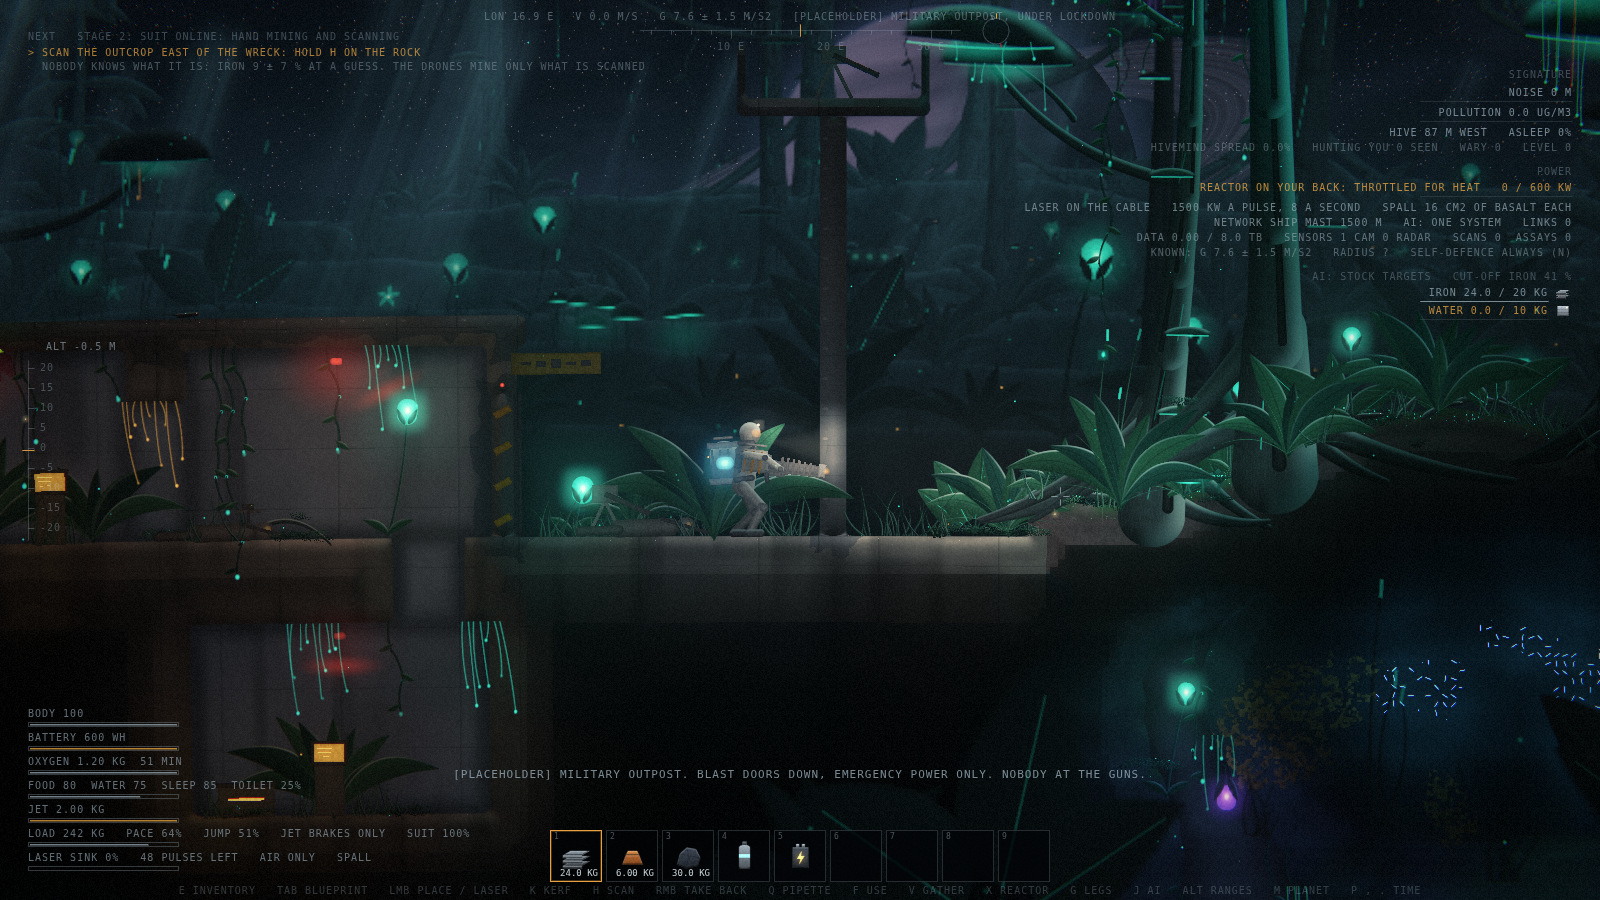 LON 16.9 E   V 0.0 M/S   G 7.6 ± 1.5 M/S2   [PLACEHOLDER] MILITARY OUTPOST, UNDER LOCKDOWN
10 E   20 E
NEXT   STAGE 2: SUIT ONLINE: HAND MINING AND SCANNING
> SCAN THE OUTCROP EAST OF THE WRECK: HOLD H ON THE ROCK
NOBODY KNOWS WHAT IT IS: IRON 9 ± 7 % AT A GUESS. THE DRONES MINE ONLY WHAT IS SCANNED
SIGNATURE
NOISE 0 M
POLLUTION 0.0 UG/M3
HIVE 87 M WEST   ASLEEP 0%
HIVEMIND SPREAD 0.0%   HUNTING YOU 0 SEEN   WARY 0   LEVEL 0
POWER
REACTOR ON YOUR BACK: THROTTLED FOR HEAT   0 / 600 KW
LASER ON THE CABLE   1500 KW A PULSE, 8 A SECOND   SPALL 16 CM2 OF BASALT EACH
NETWORK SHIP MAST 1500 M   AI: ONE SYSTEM   LINKS 0
DATA 0.00 / 8.0 TB   SENSORS 1 CAM 0 RADAR   SCANS 0   ASSAYS 0
KNOWN: G 7.6 ± 1.5 M/S2   RADIUS ?   SELF-DEFENCE ALWAYS (N)
AI: STOCK TARGETS   CUT-OFF IRON 41 %
IRON 24.0 / 20 KG
WATER 0.0 / 10 KG
ALT -0.5 M
20
15
10
5
0
-5
-15
-20
BODY 100
BATTERY 600 WH
OXYGEN 1.20 KG   51 MIN
FOOD 80   WATER 75   SLEEP 85   TOILET 25%
JET 2.00 KG
LOAD 242 KG   PACE 64%   JUMP 51%   JET BRAKES ONLY   SUIT 100%
LASER SINK 0%   48 PULSES LEFT   AIR ONLY   SPALL
[PLACEHOLDER] MILITARY OUTPOST. BLAST DOORS DOWN, EMERGENCY POWER ONLY. NOBODY AT THE GUNS.
1 2 3 4 5 6 7 8 9
24.0 KG   6.00 KG   30.0 KG
E INVENTORY   TAB BLUEPRINT   LMB PLACE / LASER   K KERF   H SCAN   RMB TAKE BACK   Q PIPETTE   F USE   V GATHER   X REACTOR   G LEGS   J AI   ALT RANGES   M PLANET   P , . TIME